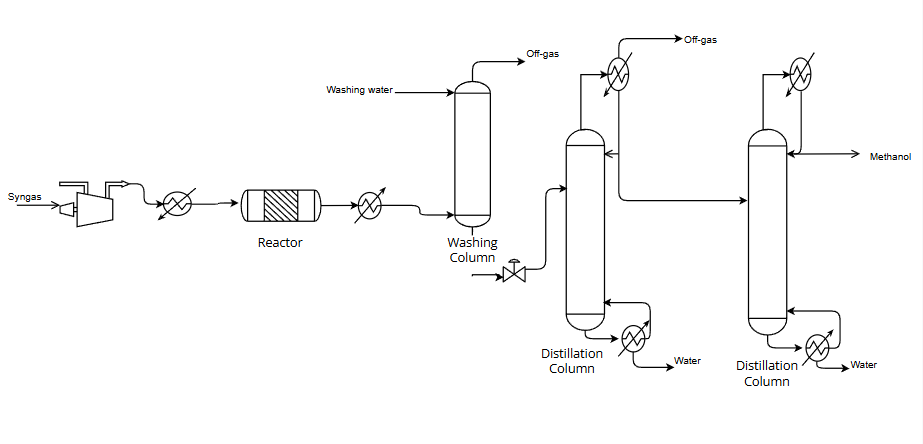 Off-gas
Off-gas
Washing water
Methanol
Syngas
Reactor
Washing
Column
Distillation
Column
Water
Distillation
Column
Water